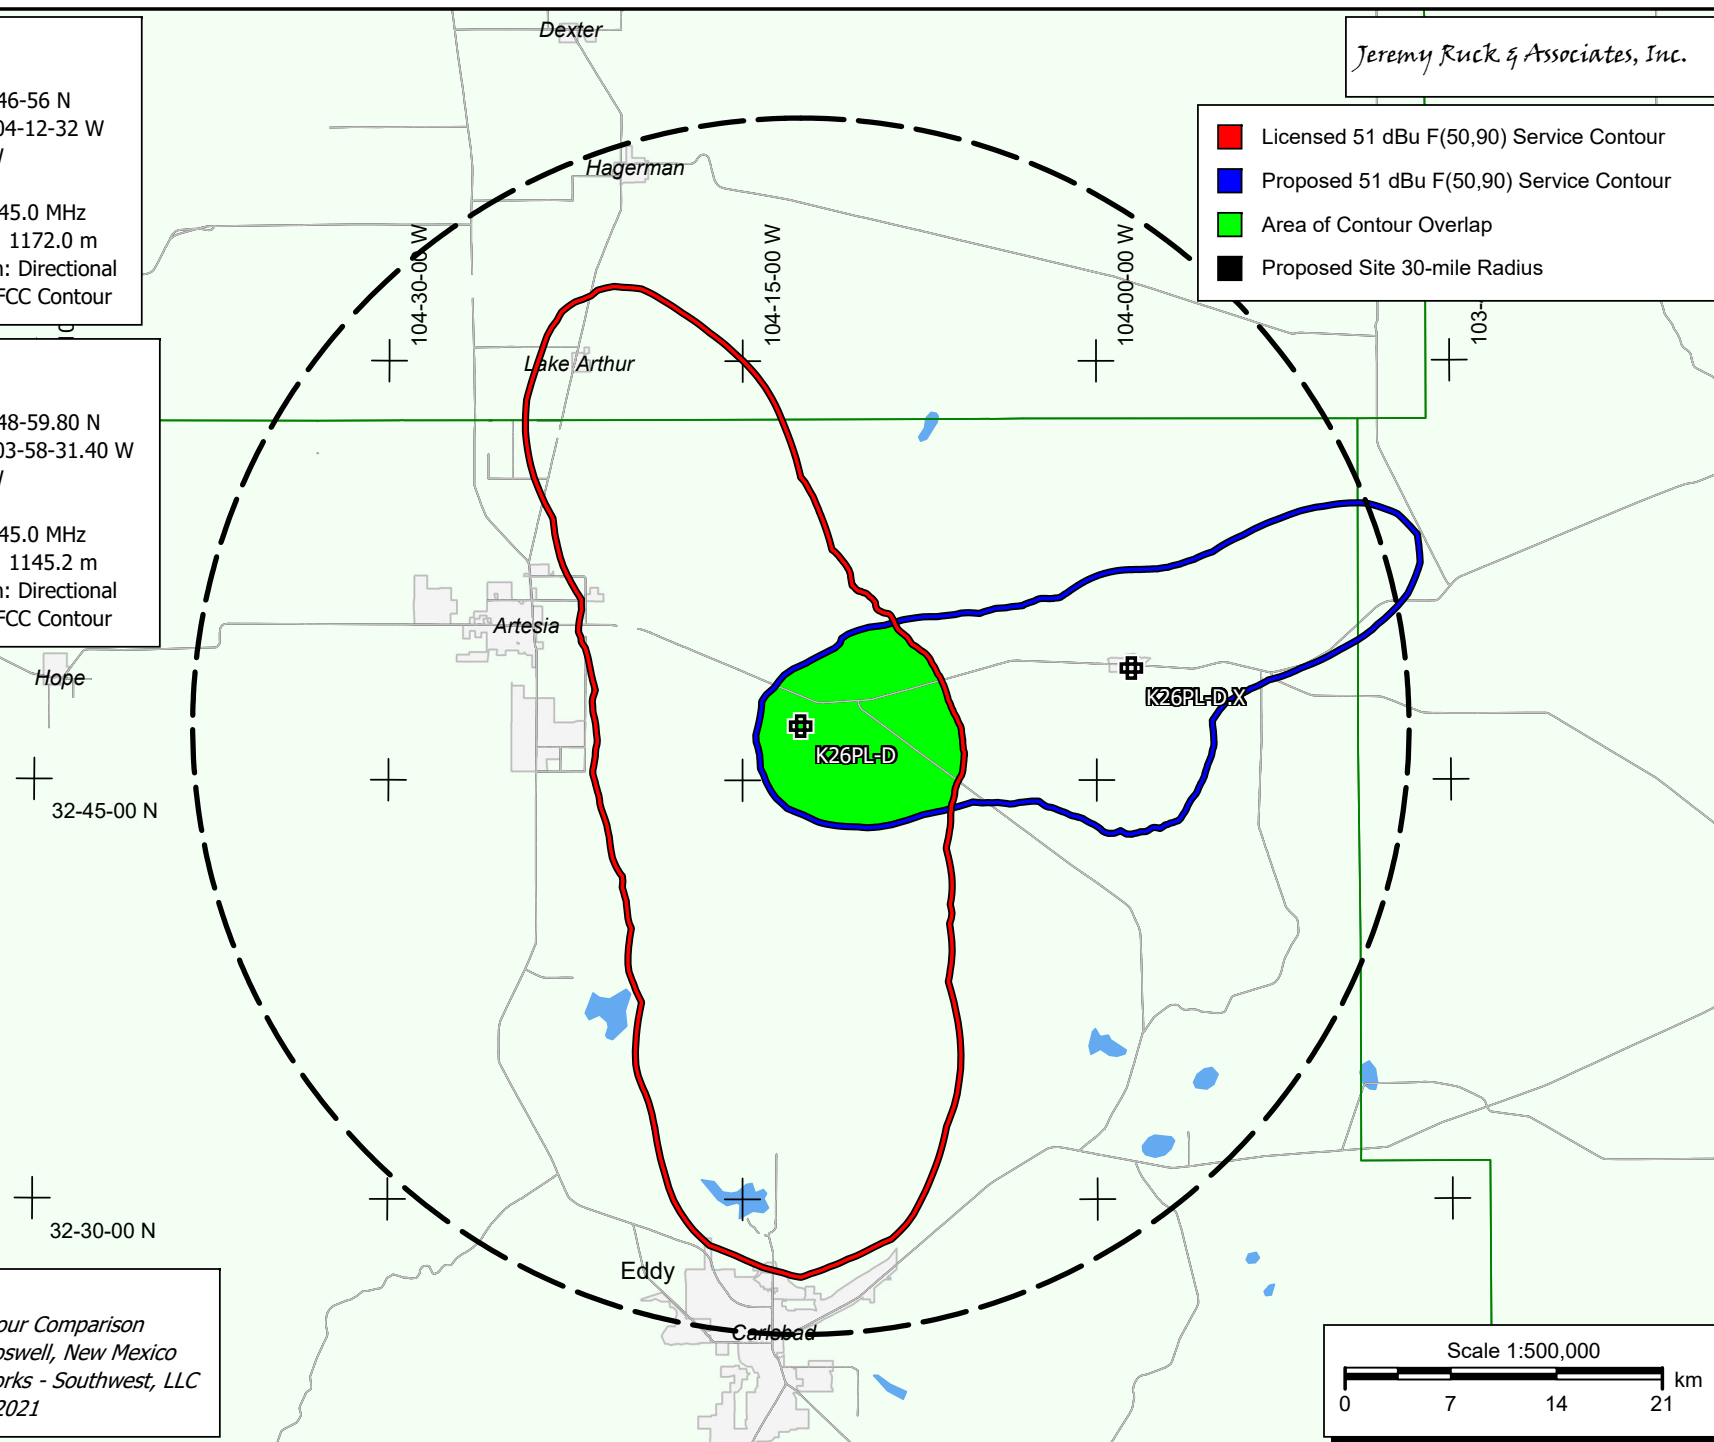 Dexter
Jeremy Ruck & Associates, Inc.
46-56 N
04-12-32 W
45.0 MHz
1172.0 m
n: Directional
FCC Contour
Licensed 51 dBu F(50,90) Service Contour
Proposed 51 dBu F(50,90) Service Contour
Area of Contour Overlap
Proposed Site 30-mile Radius
Hagerman
104-30-00 W
104-15-00 W
104-00-00 W
103-
Lake Arthur
48-59.80 N
03-58-31.40 W
45.0 MHz
1145.2 m
n: Directional
FCC Contour
Artesia
Hope
K26PL-D.X
K26PL-D
32-45-00 N
32-30-00 N
Eddy
Carlsbad
our Comparison
oswell, New Mexico
orks - Southwest, LLC
2021
Scale 1:500,000
km
0 7 14 21